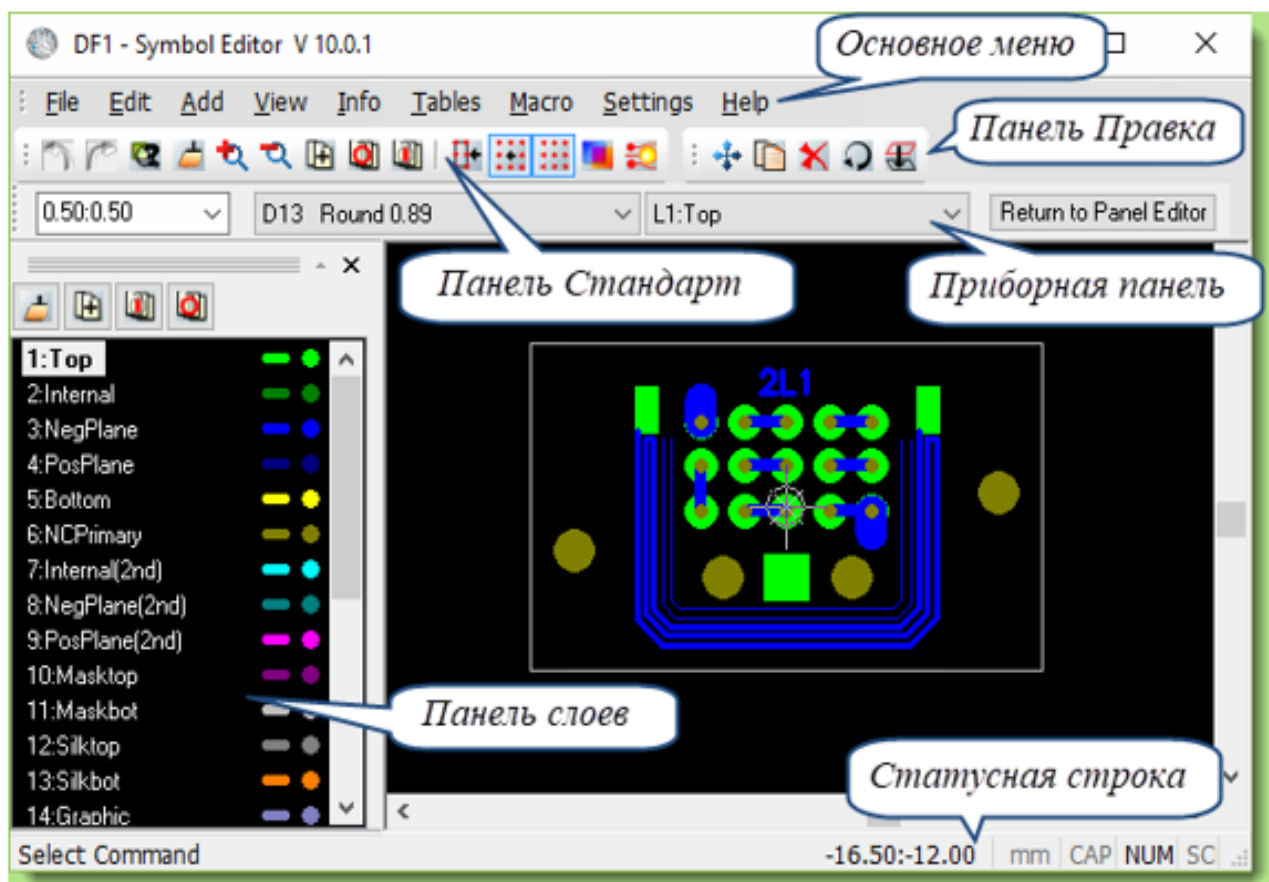 DF1 - Symbol Editor V 10.0.1
Основное меню
File Edit Add View Info Tables Macro Settings Help
Панель Правка
0.50:0.50 D13 Round 0.89 L1:Top Return to Panel Editor
Панель Стандарт
Приборная панель
1:Top
2:Internal
3:NegPlane
4:PosPlane
5:Bottom
6:NCPrimary
7:Internal(2nd)
8:NegPlane(2nd)
9:PosPlane(2nd)
10:Masktop
11:Maskbot
12:Silktop
13:Silkbot
14:Graphic
2L1
Панель слоев
Статусная строка
Select Command -16.50:-12.00 mm CAP NUM SC